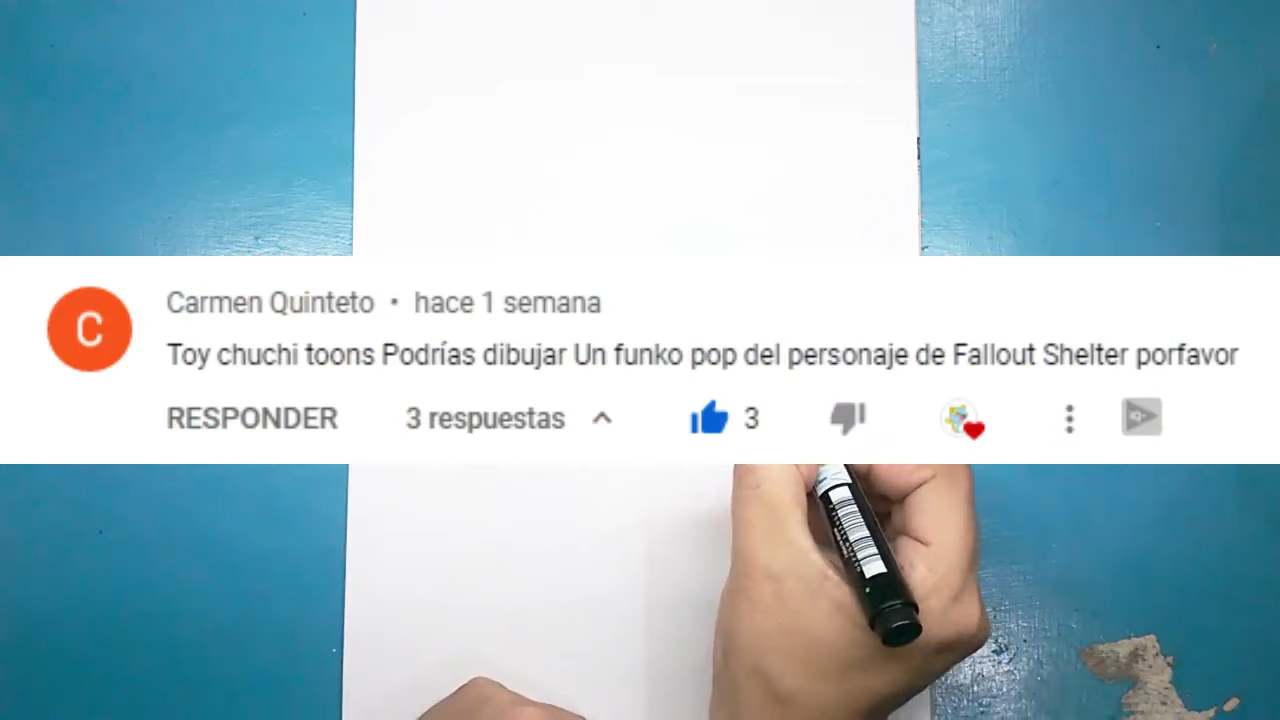 C
Carmen Quinteto • hace 1 semana
Toy chuchi toons Podrías dibujar Un funko pop del personaje de Fallout Shelter porfavor
RESPONDER 3 respuestas 3